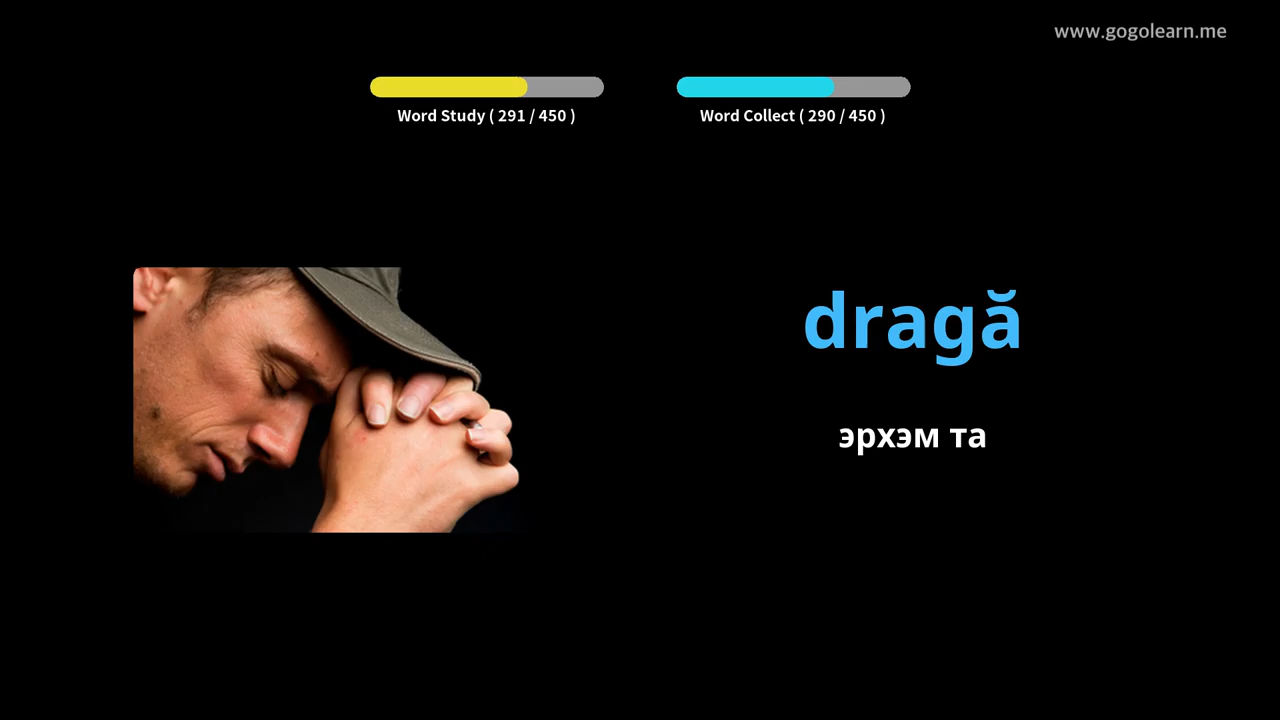 www.gogolearn.me
Word Study ( 291 / 450 )
Word Collect ( 290 / 450 )
dragă
эрхэм та